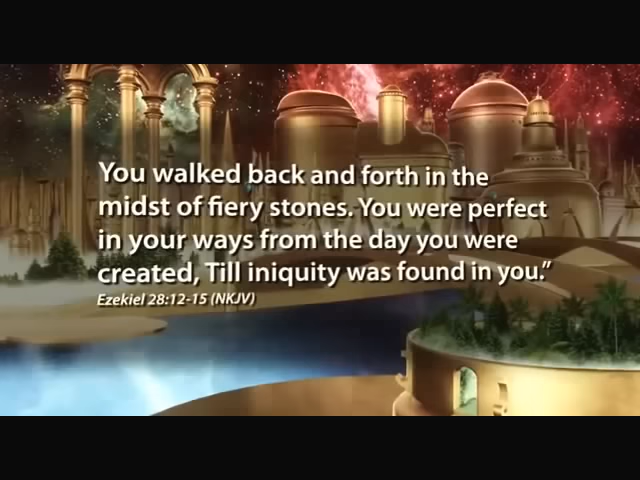 You walked back and forth in the
midst of fiery stones. You were perfect
in your ways from the day you were
created, Till iniquity was found in you.”
Ezekiel 28:12-15 (NKJV)